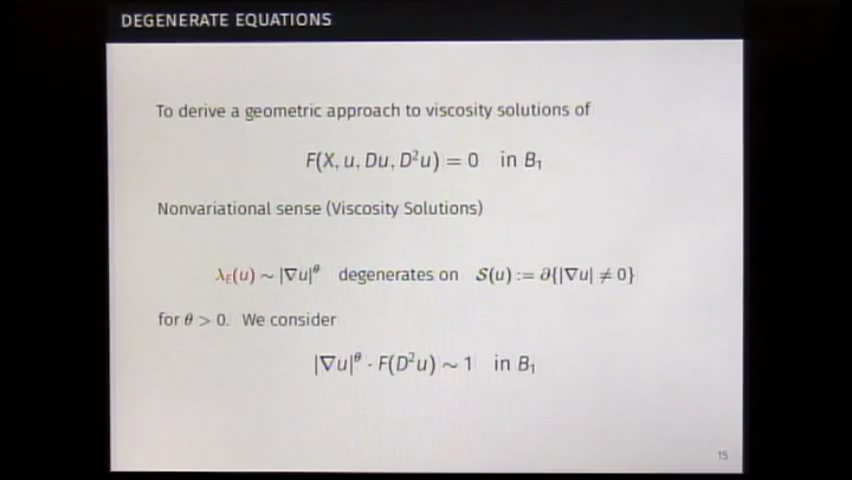 DEGENERATE EQUATIONS
To derive a geometric approach to viscosity solutions of
F(X, u, Du, D²u) = 0 in B₁
Nonvariational sense (Viscosity Solutions)
λ_E(u) ∼ |∇u|^θ degenerates on 𝒮(u) := ∂{|∇u| ≠ 0}
for θ > 0. We consider
|∇u|^θ · F(D²u) ∼ 1 in B₁
15